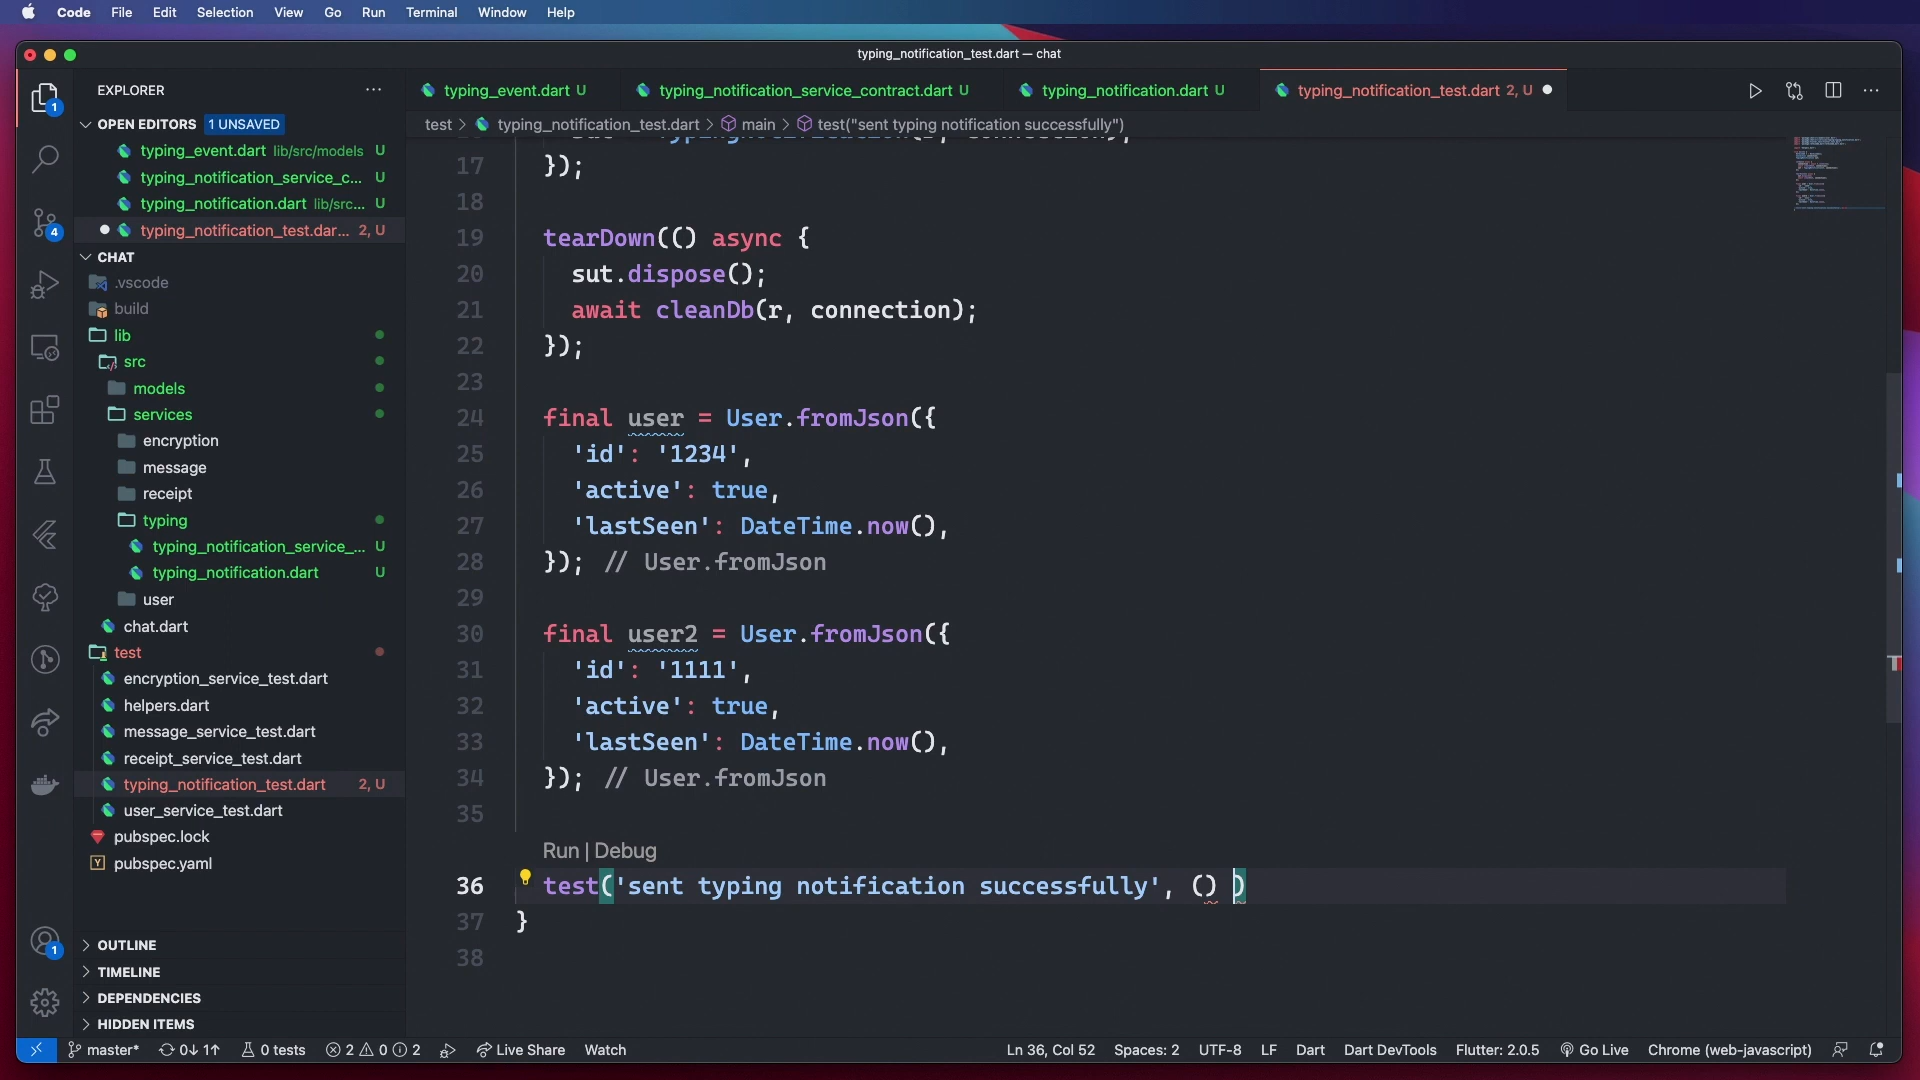 Code File Edit Selection View Go Run Terminal Window Help
typing_notification_test.dart — chat
EXPLORER
OPEN EDITORS 1 UNSAVED
typing_event.dart lib/src/models U
typing_notification_service_c... U
typing_notification.dart lib/src... U
typing_notification_test.dar... 2, U
CHAT
.vscode
build
lib
src
models
services
encryption
message
receipt
typing
typing_notification_service_... U
typing_notification.dart U
user
chat.dart
test
encryption_service_test.dart
helpers.dart
message_service_test.dart
receipt_service_test.dart
typing_notification_test.dart 2, U
user_service_test.dart
pubspec.lock
pubspec.yaml
OUTLINE
TIMELINE
DEPENDENCIES
HIDDEN ITEMS
1
4
1
typing_event.dart U typing_notification_service_contract.dart U typing_notification.dart U typing_notification_test.dart 2, U
test > typing_notification_test.dart > main > test("sent typing notification successfully")
17 });
18
19 tearDown(() async {
20 sut.dispose();
21 await cleanDb(r, connection);
22 });
23
24 final user = User.fromJson({
25 'id': '1234',
26 'active': true,
27 'lastSeen': DateTime.now(),
28 }); // User.fromJson
29
30 final user2 = User.fromJson({
31 'id': '1111',
32 'active': true,
33 'lastSeen': DateTime.now(),
34 }); // User.fromJson
35
Run | Debug
36 test('sent typing notification successfully', () )
37 }
38
master* 0↓ 1↑ 0 tests 2 0 2 Live Share Watch Ln 36, Col 52 Spaces: 2 UTF-8 LF Dart Dart DevTools Flutter: 2.0.5 Go Live Chrome (web-javascript)